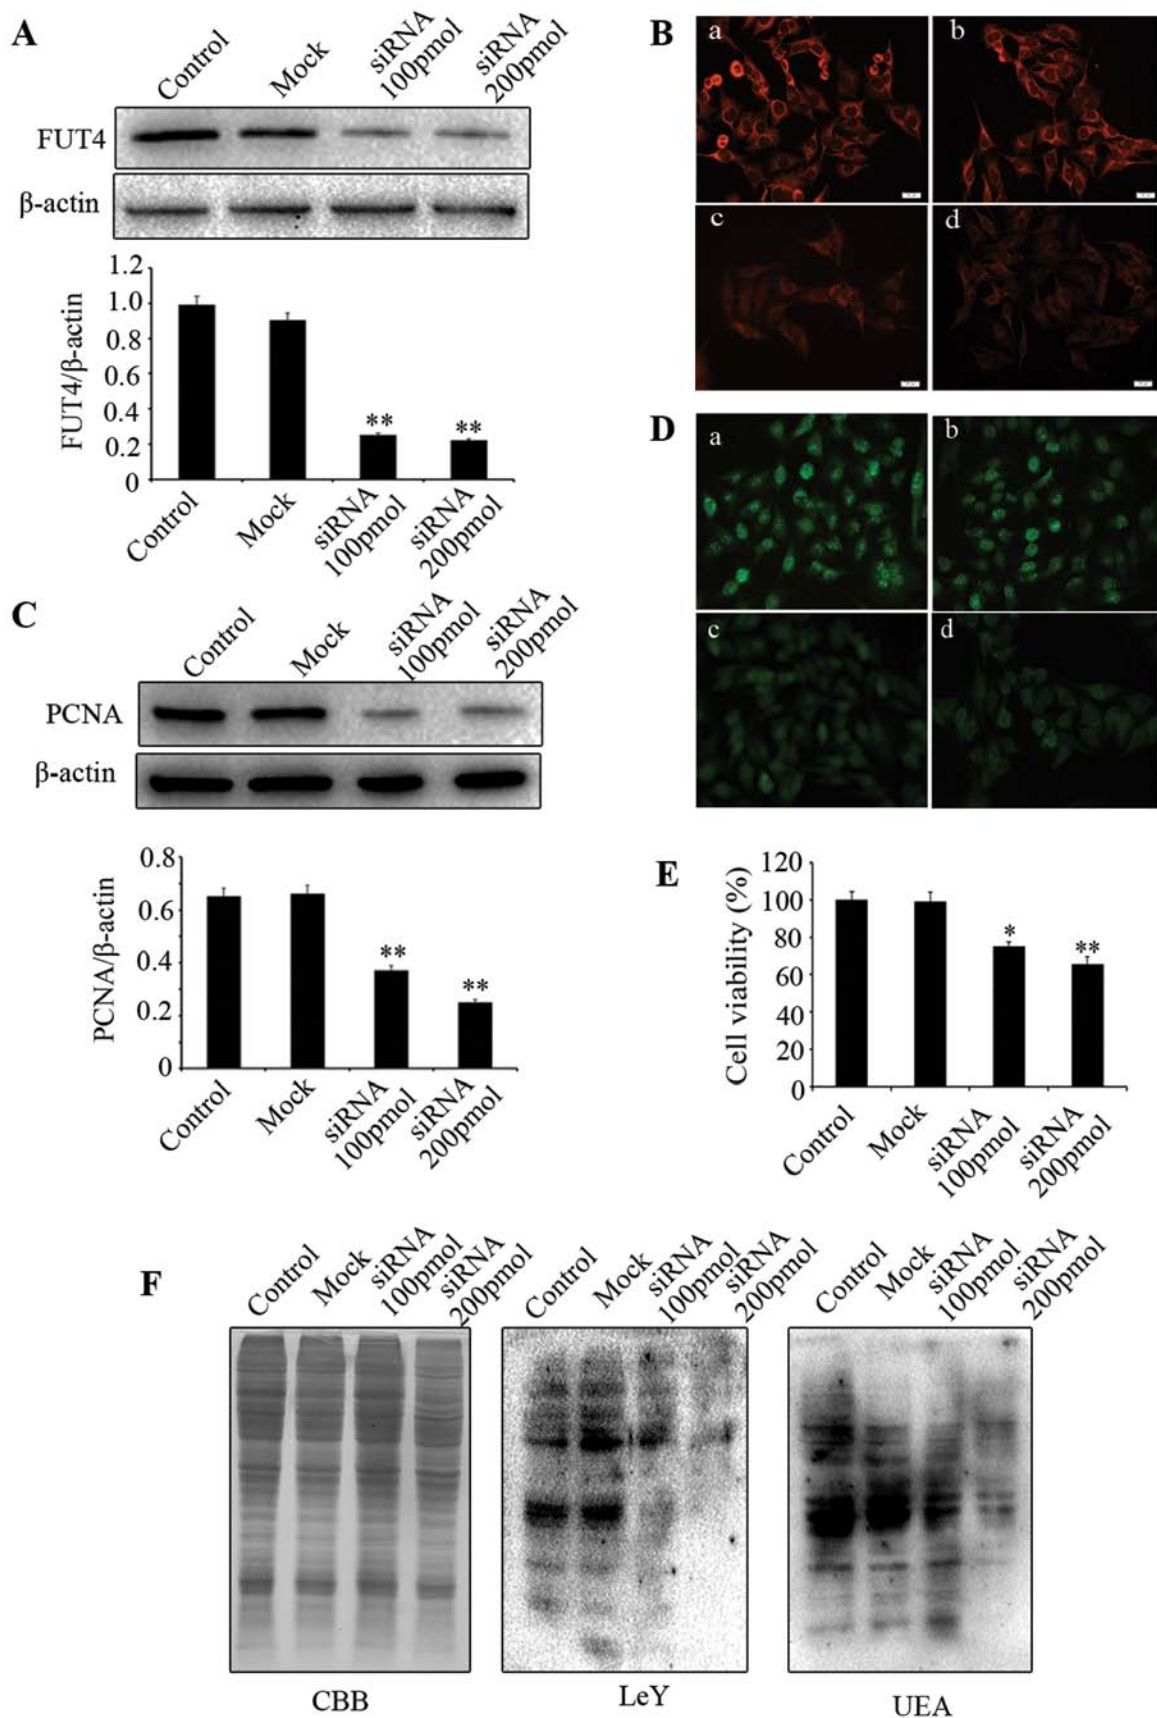 A
Control
Mock
siRNA
100pmol
siRNA
200pmol
FUT4
β-actin
1.2
1.0
0.8
0.6
0.4
0.2
0
FUT4/β-actin
**
**
Control
Mock
siRNA
100pmol
siRNA
200pmol
B
a
b
c
d
C
Control
Mock
siRNA
100pmol
siRNA
200pmol
PCNA
β-actin
0.8
0.6
0.4
0.2
0
PCNA/β-actin
**
**
Control
Mock
siRNA
100pmol
siRNA
200pmol
D
a
b
c
d
E
120
100
80
60
40
20
0
Cell viability (%)
*
**
Control
Mock
siRNA
100pmol
siRNA
200pmol
F
Control
Mock
siRNA
100pmol
siRNA
200pmol
CBB
Control
Mock
siRNA
100pmol
siRNA
200pmol
LeY
Control
Mock
siRNA
100pmol
siRNA
200pmol
UEA